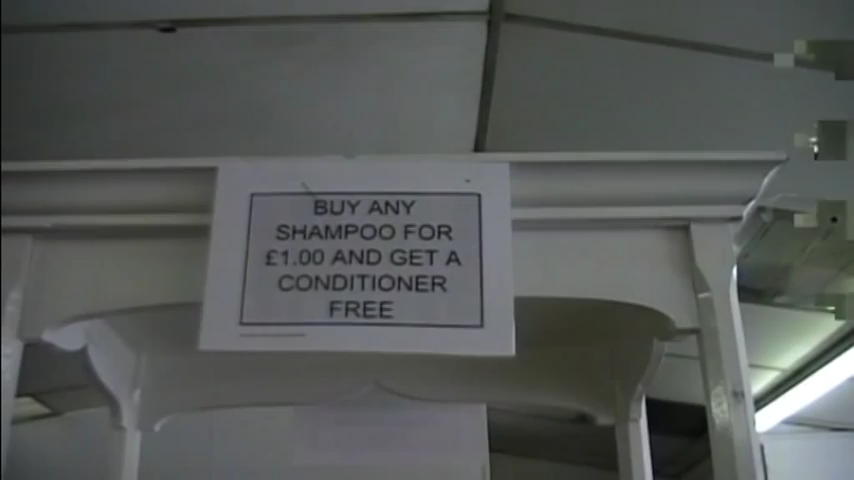 BUY ANY
SHAMPOO FOR
£1.00 AND GET A
CONDITIONER
FREE